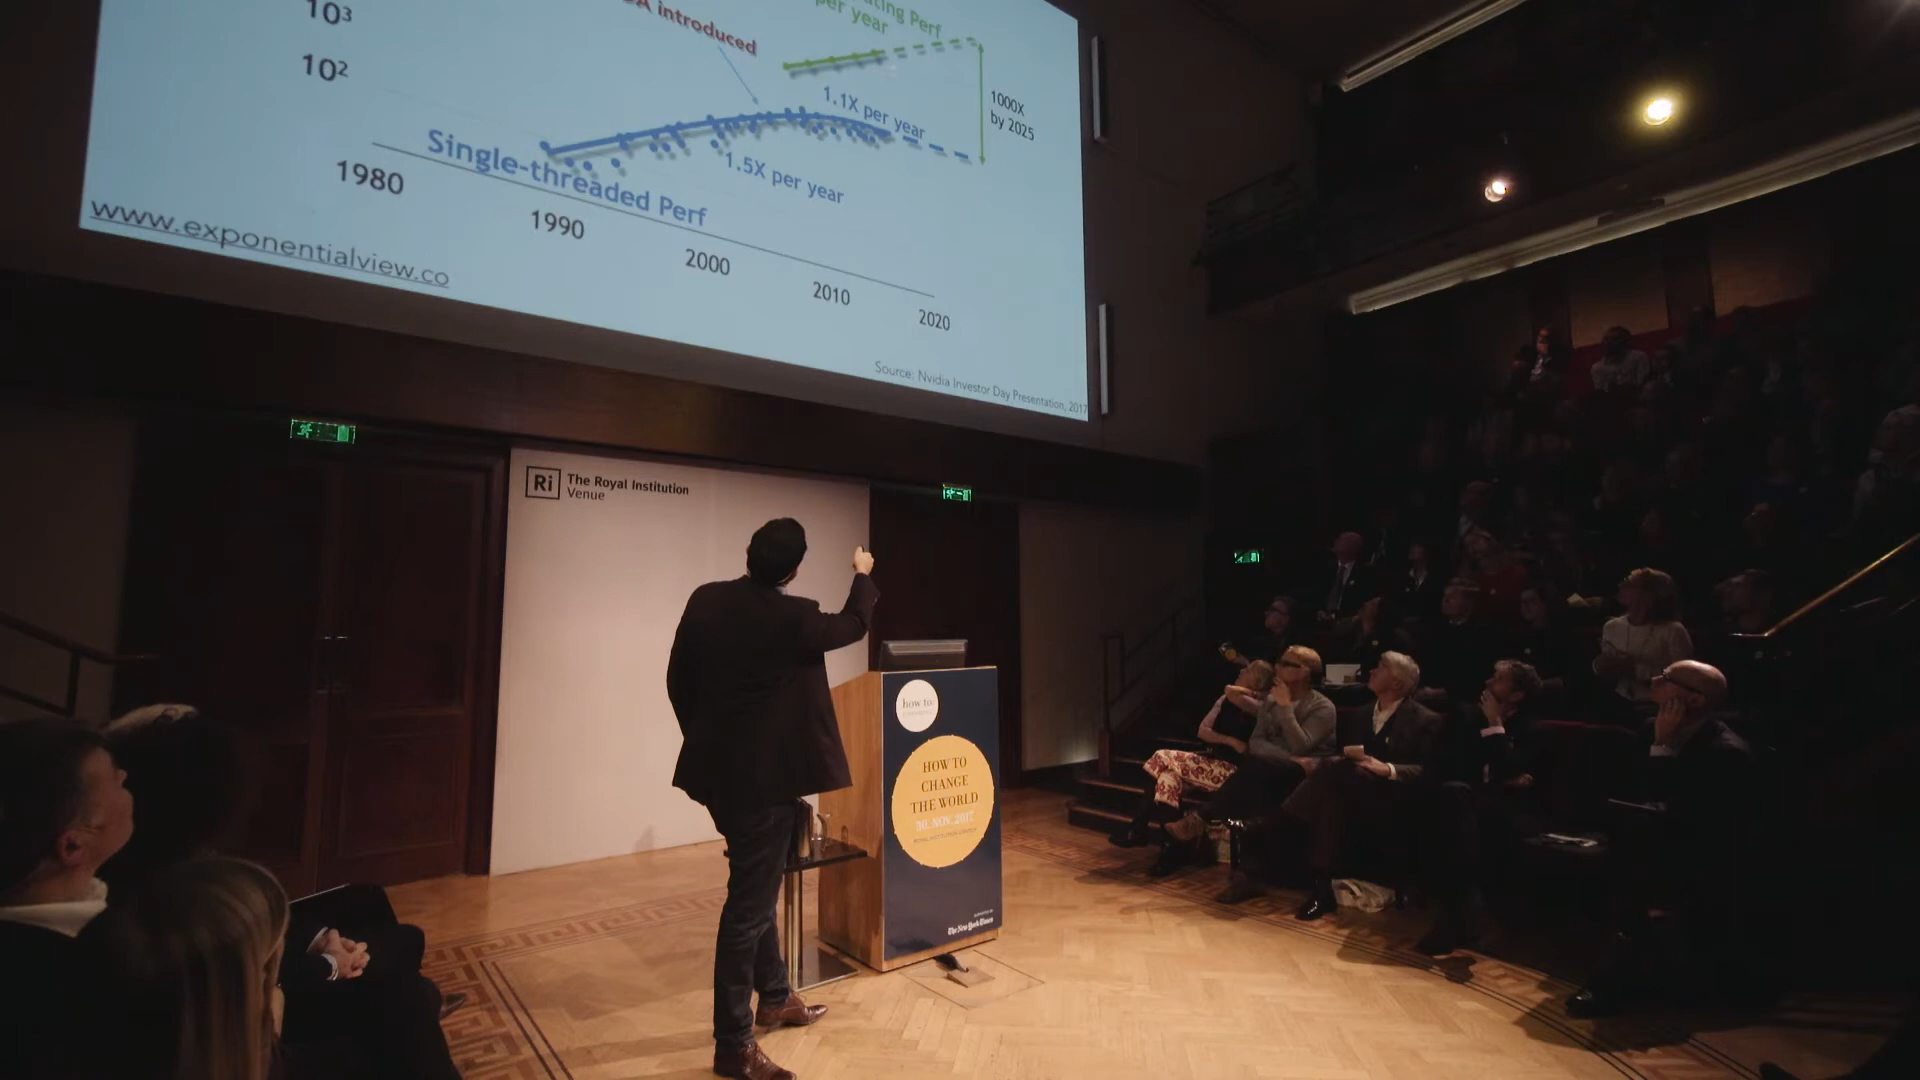 10³
10²
introduced
ating Perf
per year
1.1X per year
1000X
by 2025
Single-threaded Perf
1.5X per year
1980
1990
2000
2010
2020
www.exponentialview.co
Source: Nvidia Investor Day Presentation, 2017
Ri
The Royal Institution
Venue
how to:
HOW TO
CHANGE
THE WORLD
30. NOV. 2017
The New York Times